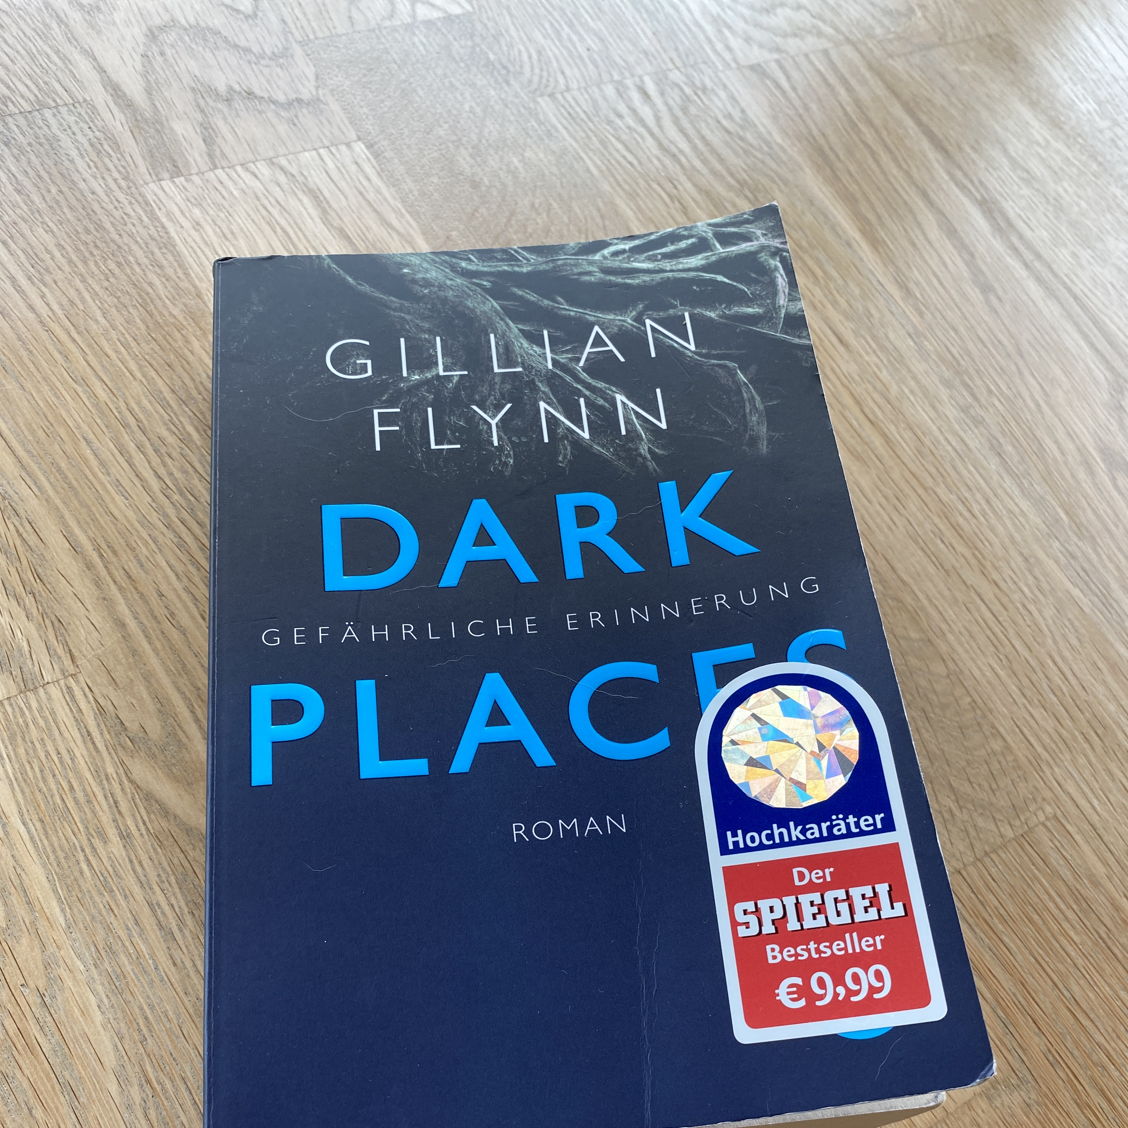 GILLIAN
FLYNN
DARK
GEFÄHRLICHE ERINNERUNG
PLACES
ROMAN
Hochkaräter
Der
SPIEGEL
Bestseller
€ 9,99